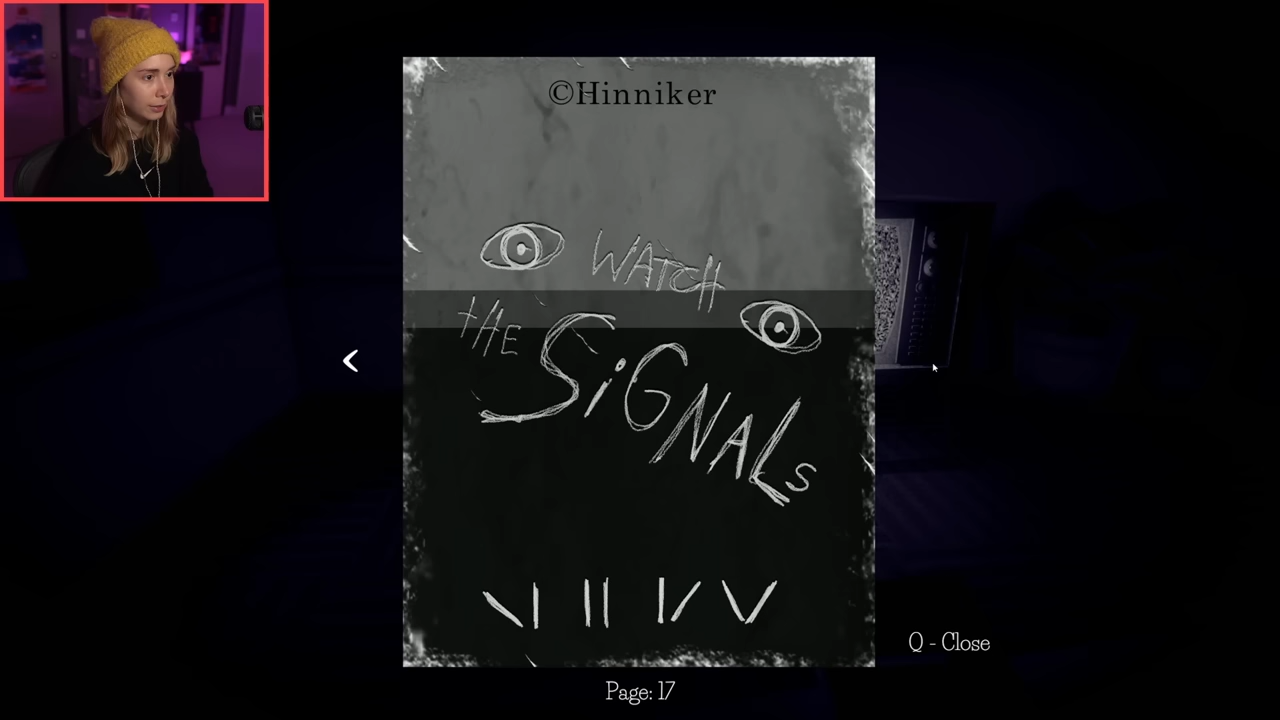 ©Hinniker
WATCH
tHE
SiGNALs
Q - Close
Page: 17